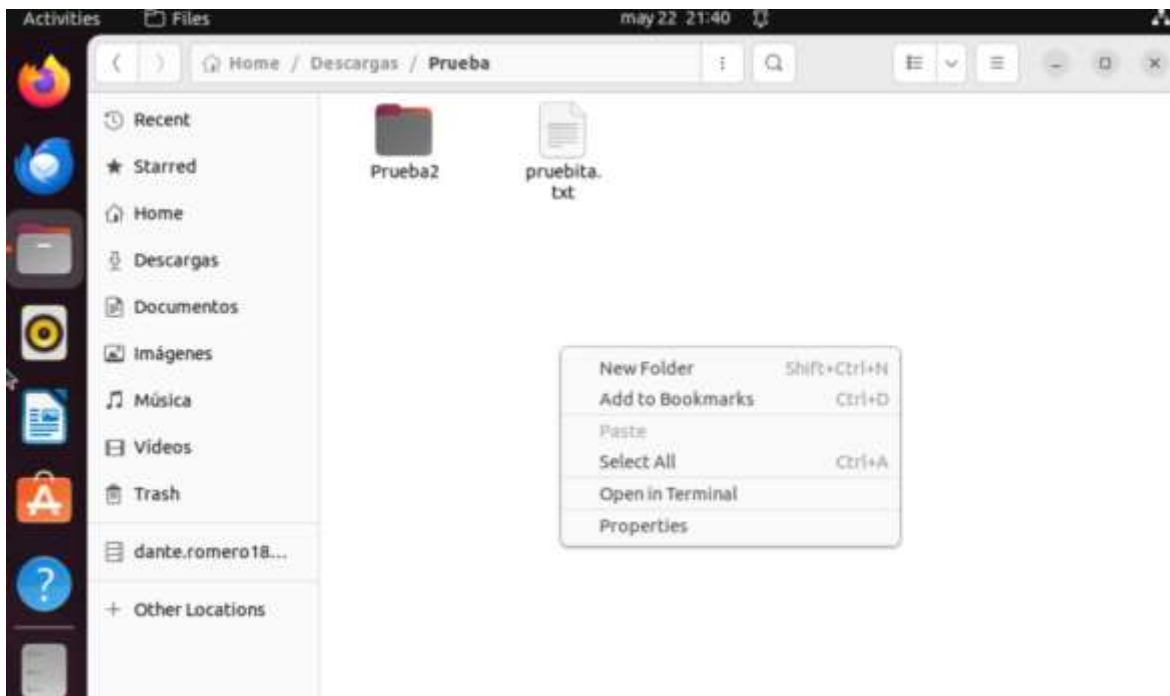 Activities Files may 22 21:40
Home / Descargas / Prueba
Recent
Starred
Home
Descargas
Documentos
Imágenes
Música
Vídeos
Trash
dante.romero18...
+ Other Locations
Prueba2
pruebita.
txt
New Folder Shift+Ctrl+N
Add to Bookmarks Ctrl+D
Paste
Select All Ctrl+A
Open in Terminal
Properties